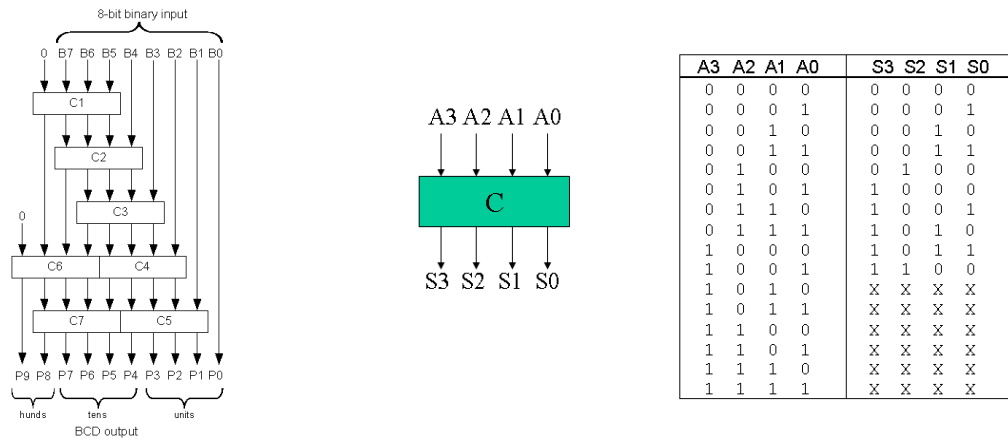 8-bit binary input
0 B7 B6 B5 B4 B3 B2 B1 B0
C1
C2
C3
0
C6 C4
C7 C5
P9 P8 P7 P6 P5 P4 P3 P2 P1 P0
hunds tens units
BCD output
A3 A2 A1 A0
C
S3 S2 S1 S0
A3 A2 A1 A0 S3 S2 S1 S0
0 0 0 0 0 0 0 0
0 0 0 1 0 0 0 1
0 0 1 0 0 0 1 0
0 0 1 1 0 0 1 1
0 1 0 0 0 1 0 0
0 1 0 1 1 0 0 0
0 1 1 0 1 0 0 1
0 1 1 1 1 0 1 0
1 0 0 0 1 0 1 1
1 0 0 1 1 1 0 0
1 0 1 0 X X X X
1 0 1 1 X X X X
1 1 0 0 X X X X
1 1 0 1 X X X X
1 1 1 0 X X X X
1 1 1 1 X X X X